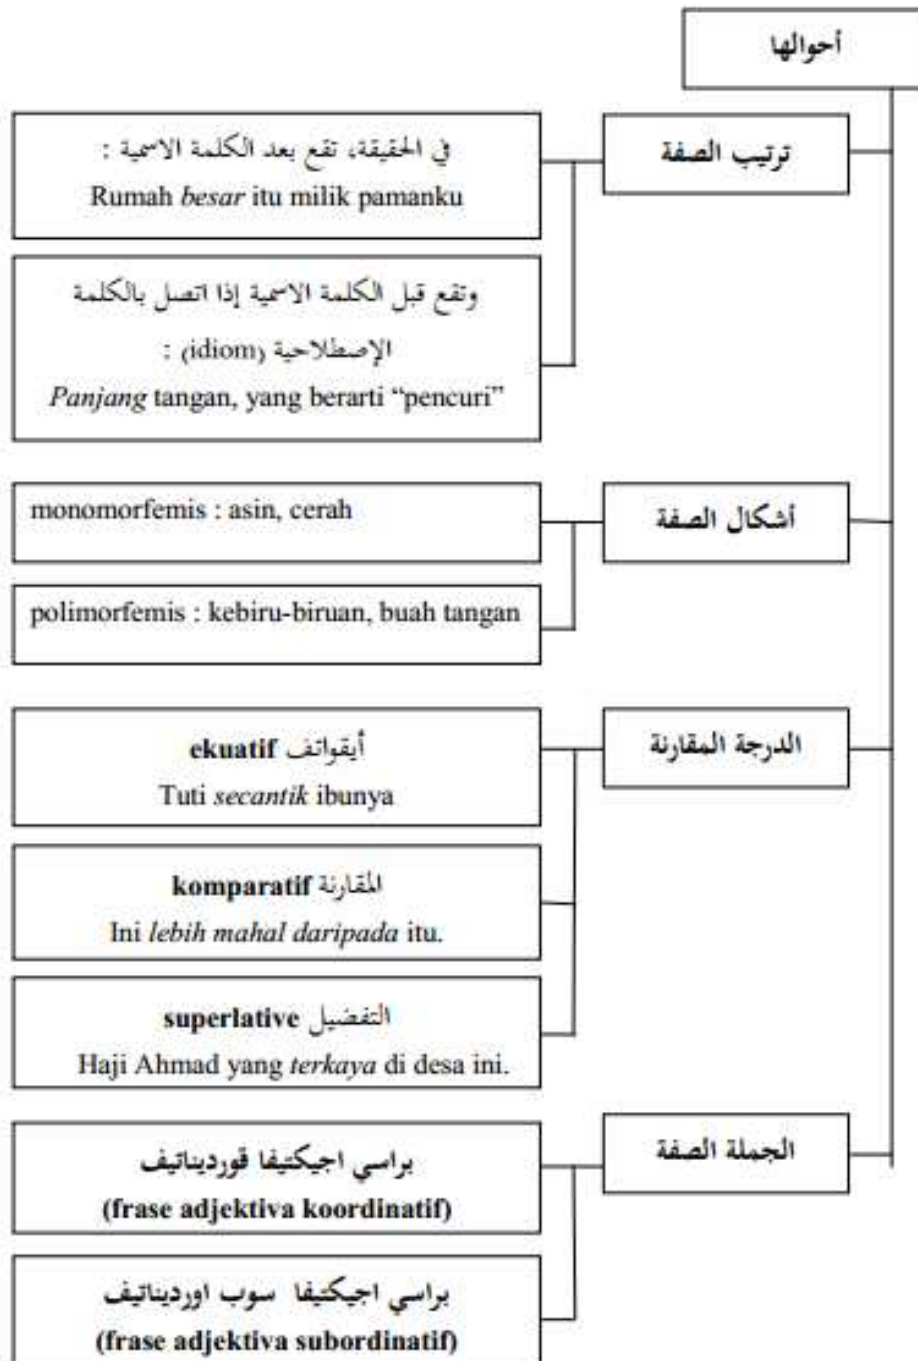 أحوالها
ترتيب الصفة
في الحقيقة، تقع بعد الكلمة الاسمية :
Rumah besar itu milik pamanku
وتقع قبل الكلمة الاسمية إذا اتصل بالكلمة
الإصطلاحية (idiom) :
Panjang tangan, yang berarti “pencuri”
أشكال الصفة
monomorfemis : asin, cerah
polimorfemis : kebiru-biruan, buah tangan
الدرجة المقارنة
أيقواتف ekuatif
Tuti secantik ibunya
المقارنة komparatif
Ini lebih mahal daripada itu.
التفضيل superlative
Haji Ahmad yang terkaya di desa ini.
الجملة الصفة
براسي اجيكتيفا قورديناتيف
(frase adjektiva koordinatif)
براسي اجيكتيفا سوب اورديناتيف
(frase adjektiva subordinatif)